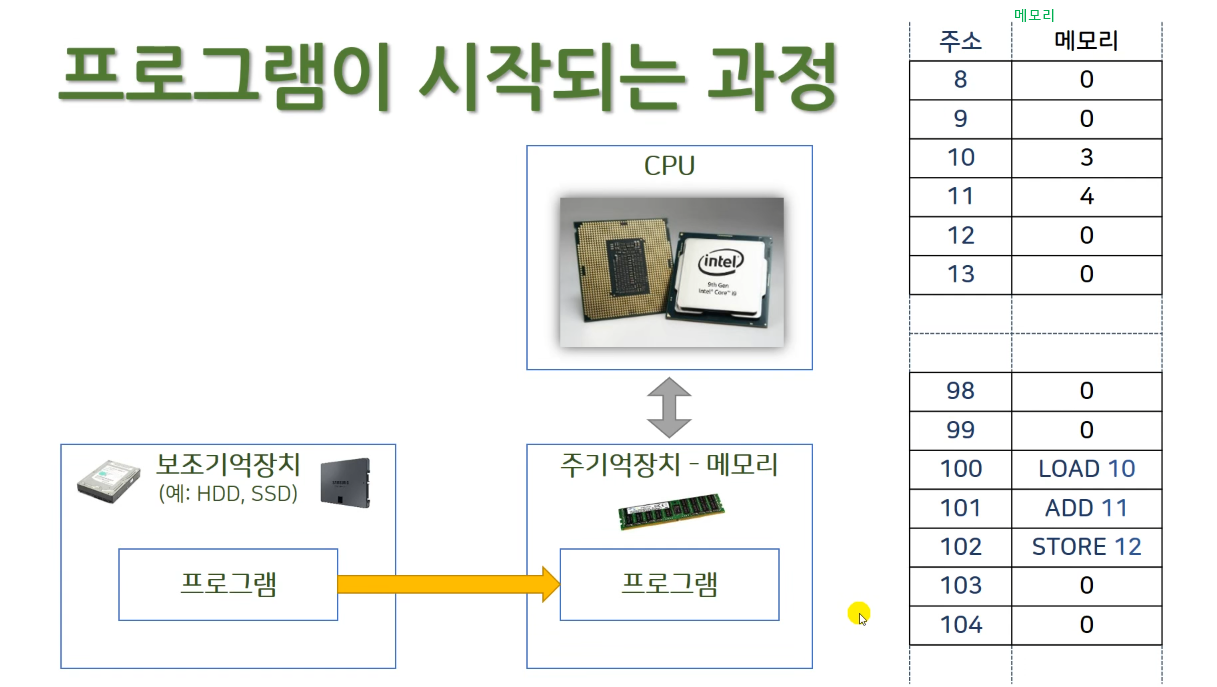 프로그램이 시작되는 과정
메모리
주소 메모리
8 0
9 0
10 3
11 4
12 0
13 0
98 0
99 0
100 LOAD 10
101 ADD 11
102 STORE 12
103 0
104 0
CPU
intel
9th Gen
보조기억장치
(예: HDD, SSD)
프로그램
주기억장치 - 메모리
프로그램